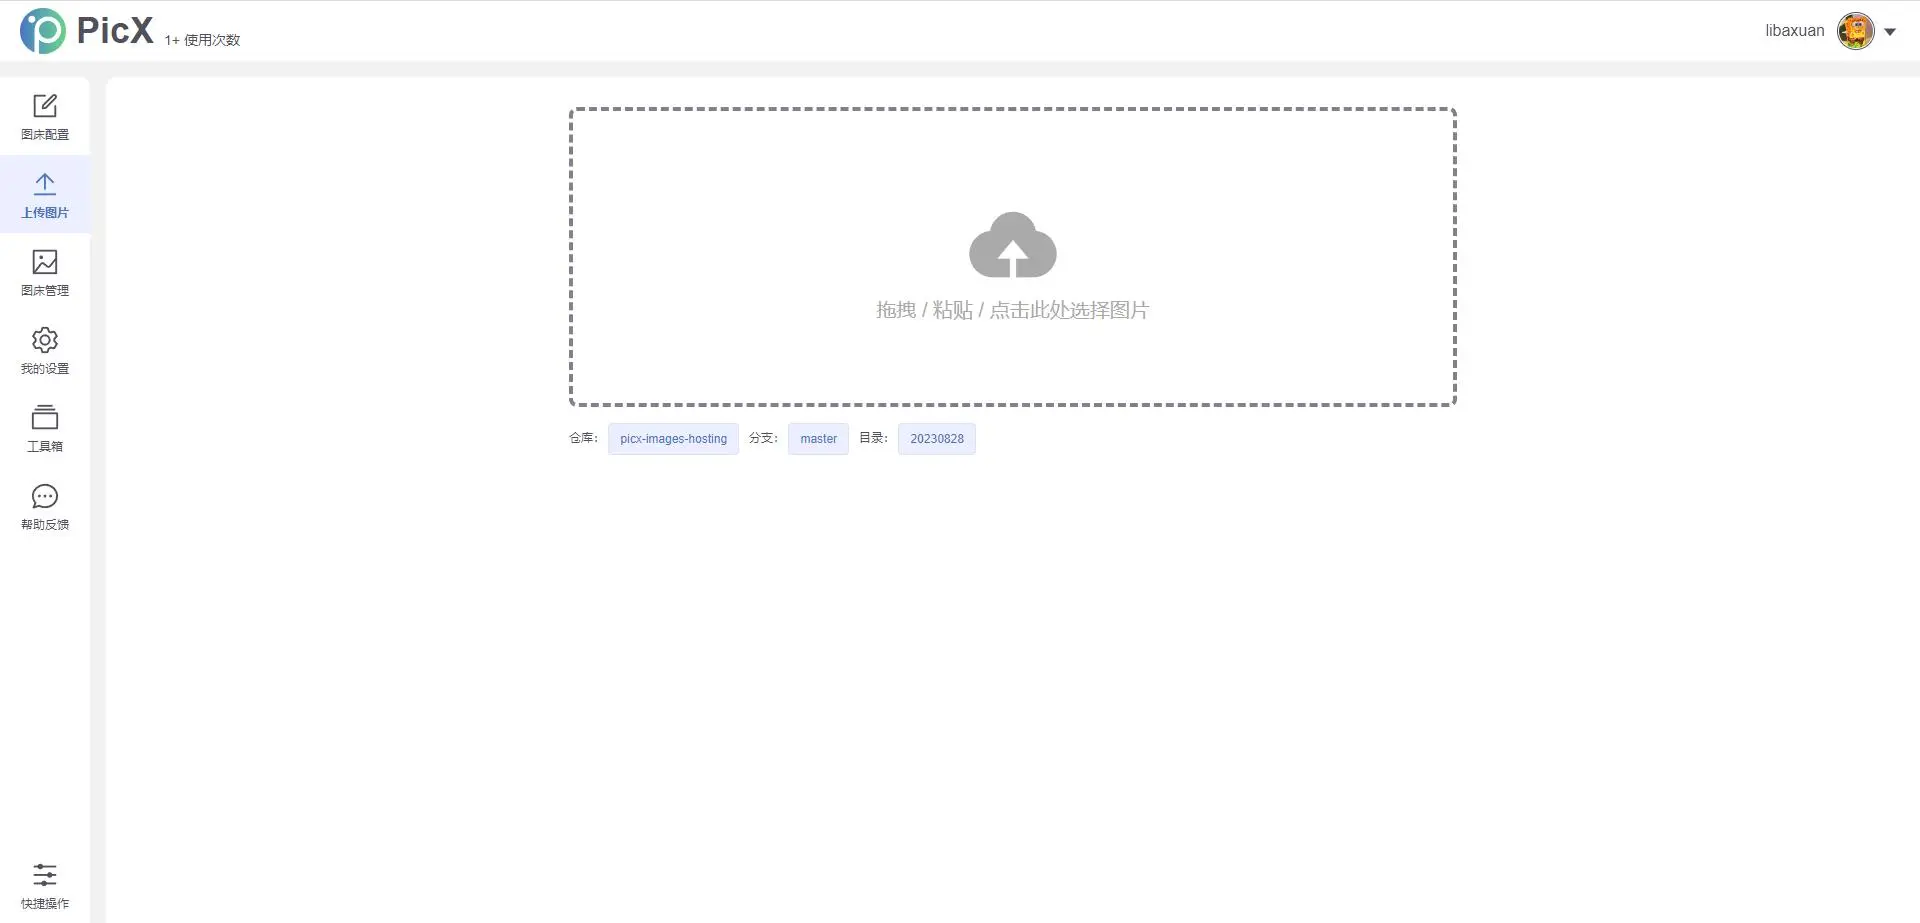 PicX 1+ 使用次数
libaxuan
图床配置
上传图片
图床管理
我的设置
工具箱
帮助反馈
快捷操作
拖拽 / 粘贴 / 点击此处选择图片
仓库： picx-images-hosting 分支： master 目录： 20230828